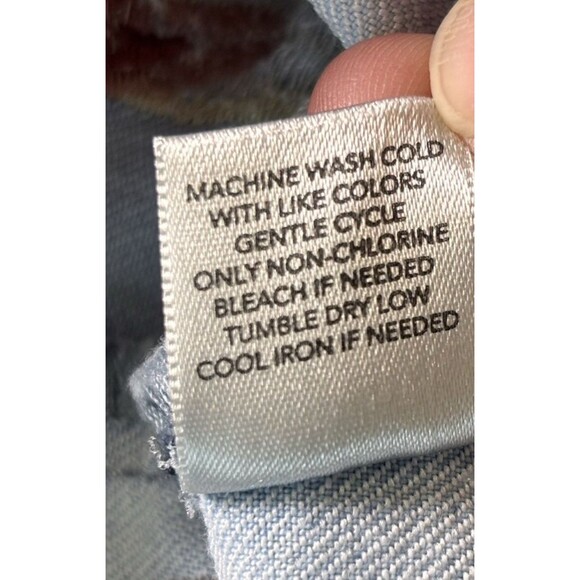 MACHINE WASH COLD
WITH LIKE COLORS
GENTLE CYCLE
ONLY NON-CHLORINE
BLEACH IF NEEDED
TUMBLE DRY LOW
COOL IRON IF NEEDED